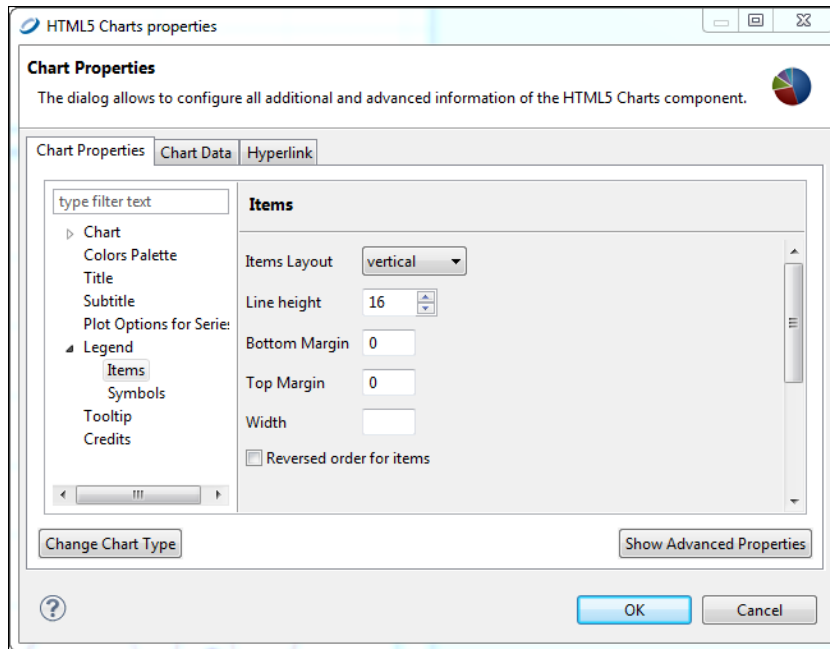 HTML5 Charts properties
Chart Properties
The dialog allows to configure all additional and advanced information of the HTML5 Charts component.
Chart Properties Chart Data Hyperlink
type filter text
Items
Chart
Colors Palette
Title
Subtitle
Plot Options for Serie
Legend
Items
Symbols
Tooltip
Credits
Items Layout vertical
Line height 16
Bottom Margin 0
Top Margin 0
Width
Reversed order for items
Change Chart Type
Show Advanced Properties
?
OK
Cancel